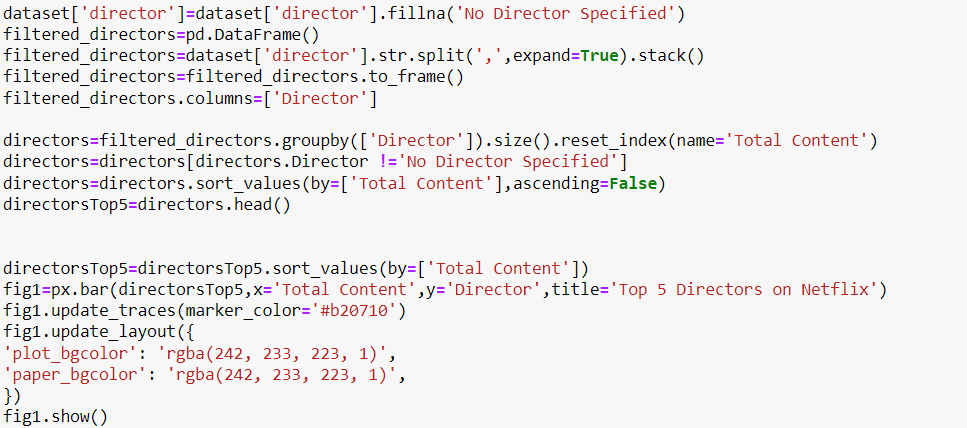 dataset['director']=dataset['director'].fillna('No Director Specified')
filtered_directors=pd.DataFrame()
filtered_directors=dataset['director'].str.split(',',expand=True).stack()
filtered_directors=filtered_directors.to_frame()
filtered_directors.columns=['Director']
directors=filtered_directors.groupby(['Director']).size().reset_index(name='Total Content')
directors=directors[directors.Director !='No Director Specified']
directors=directors.sort_values(by=['Total Content'],ascending=False)
directorsTop5=directors.head()
directorsTop5=directorsTop5.sort_values(by=['Total Content'])
fig1=px.bar(directorsTop5,x='Total Content',y='Director',title='Top 5 Directors on Netflix')
fig1.update_traces(marker_color='#b20710')
fig1.update_layout({
'plot_bgcolor': 'rgba(242, 233, 223, 1)',
'paper_bgcolor': 'rgba(242, 233, 223, 1)',
})
fig1.show()